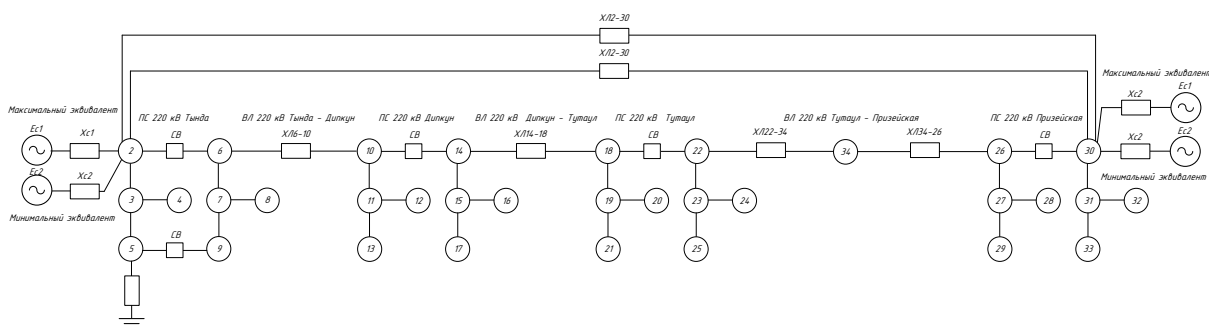 ХЛ2-30
ХЛ2-30
Максимальный эквивалент
Ес1
Хс1
Ес2
Хс2
Минимальный эквивалент
ПС 220 кВ Тында
СВ
ВЛ 220 кВ Тында - Дипкун
ХЛ6-10
ПС 220 кВ Дипкун
СВ
ВЛ 220 кВ Дипкун - Тутаул
ХЛ14-18
ПС 220 кВ Тутаул
СВ
ХЛ22-34
ВЛ 220 кВ Тутаул - Призейская
ХЛ34-26
ПС 220 кВ Призейская
СВ
Максимальный эквивалент
Хс2
Ес1
Хс2
Ес2
Минимальный эквивалент
2
6
10
14
18
22
34
26
30
3
4
7
8
11
12
15
16
19
20
23
24
27
28
31
32
5
СВ
9
13
17
21
25
29
33